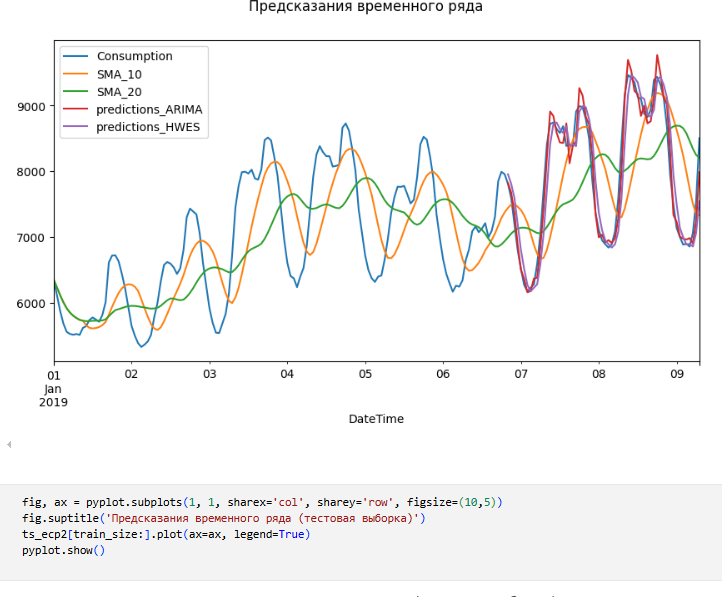 Предсказания временного ряда
Consumption
SMA_10
SMA_20
predictions_ARIMA
predictions_HWES
9000
8000
7000
6000
01 02 03 04 05 06 07 08 09
Jan
2019
DateTime
fig, ax = pyplot.subplots(1, 1, sharex='col', sharey='row', figsize=(10,5))
fig.suptitle('Предсказания временного ряда (тестовая выборка)')
ts_ecp2[train_size:].plot(ax=ax, legend=True)
pyplot.show()